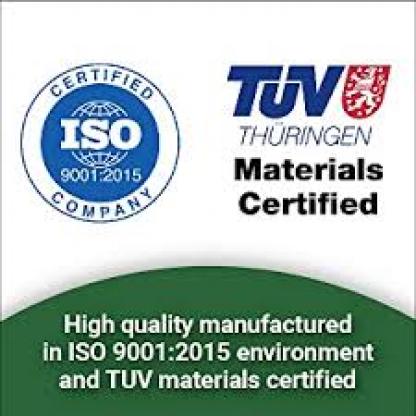 CERTIFIED
ISO
9001:2015
COMPANY
TÜV
THÜRINGEN
Materials
Certified
High quality manufactured
in ISO 9001:2015 environment
and TUV materials certified